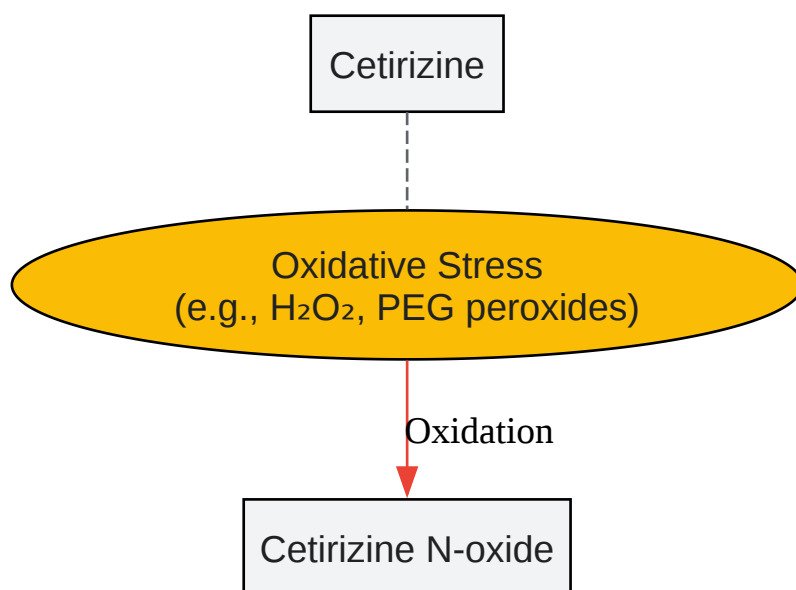 Cetirizine
Oxidative Stress
(e.g., H₂O₂, PEG peroxides)
Oxidation
Cetirizine N-oxide